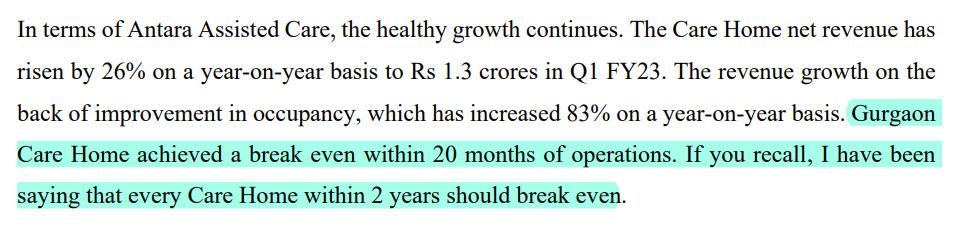 In terms of Antara Assisted Care, the healthy growth continues. The Care Home net revenue has
risen by 26% on a year-on-year basis to Rs 1.3 crores in Q1 FY23. The revenue growth on the
back of improvement in occupancy, which has increased 83% on a year-on-year basis. Gurgaon
Care Home achieved a break even within 20 months of operations. If you recall, I have been
saying that every Care Home within 2 years should break even.